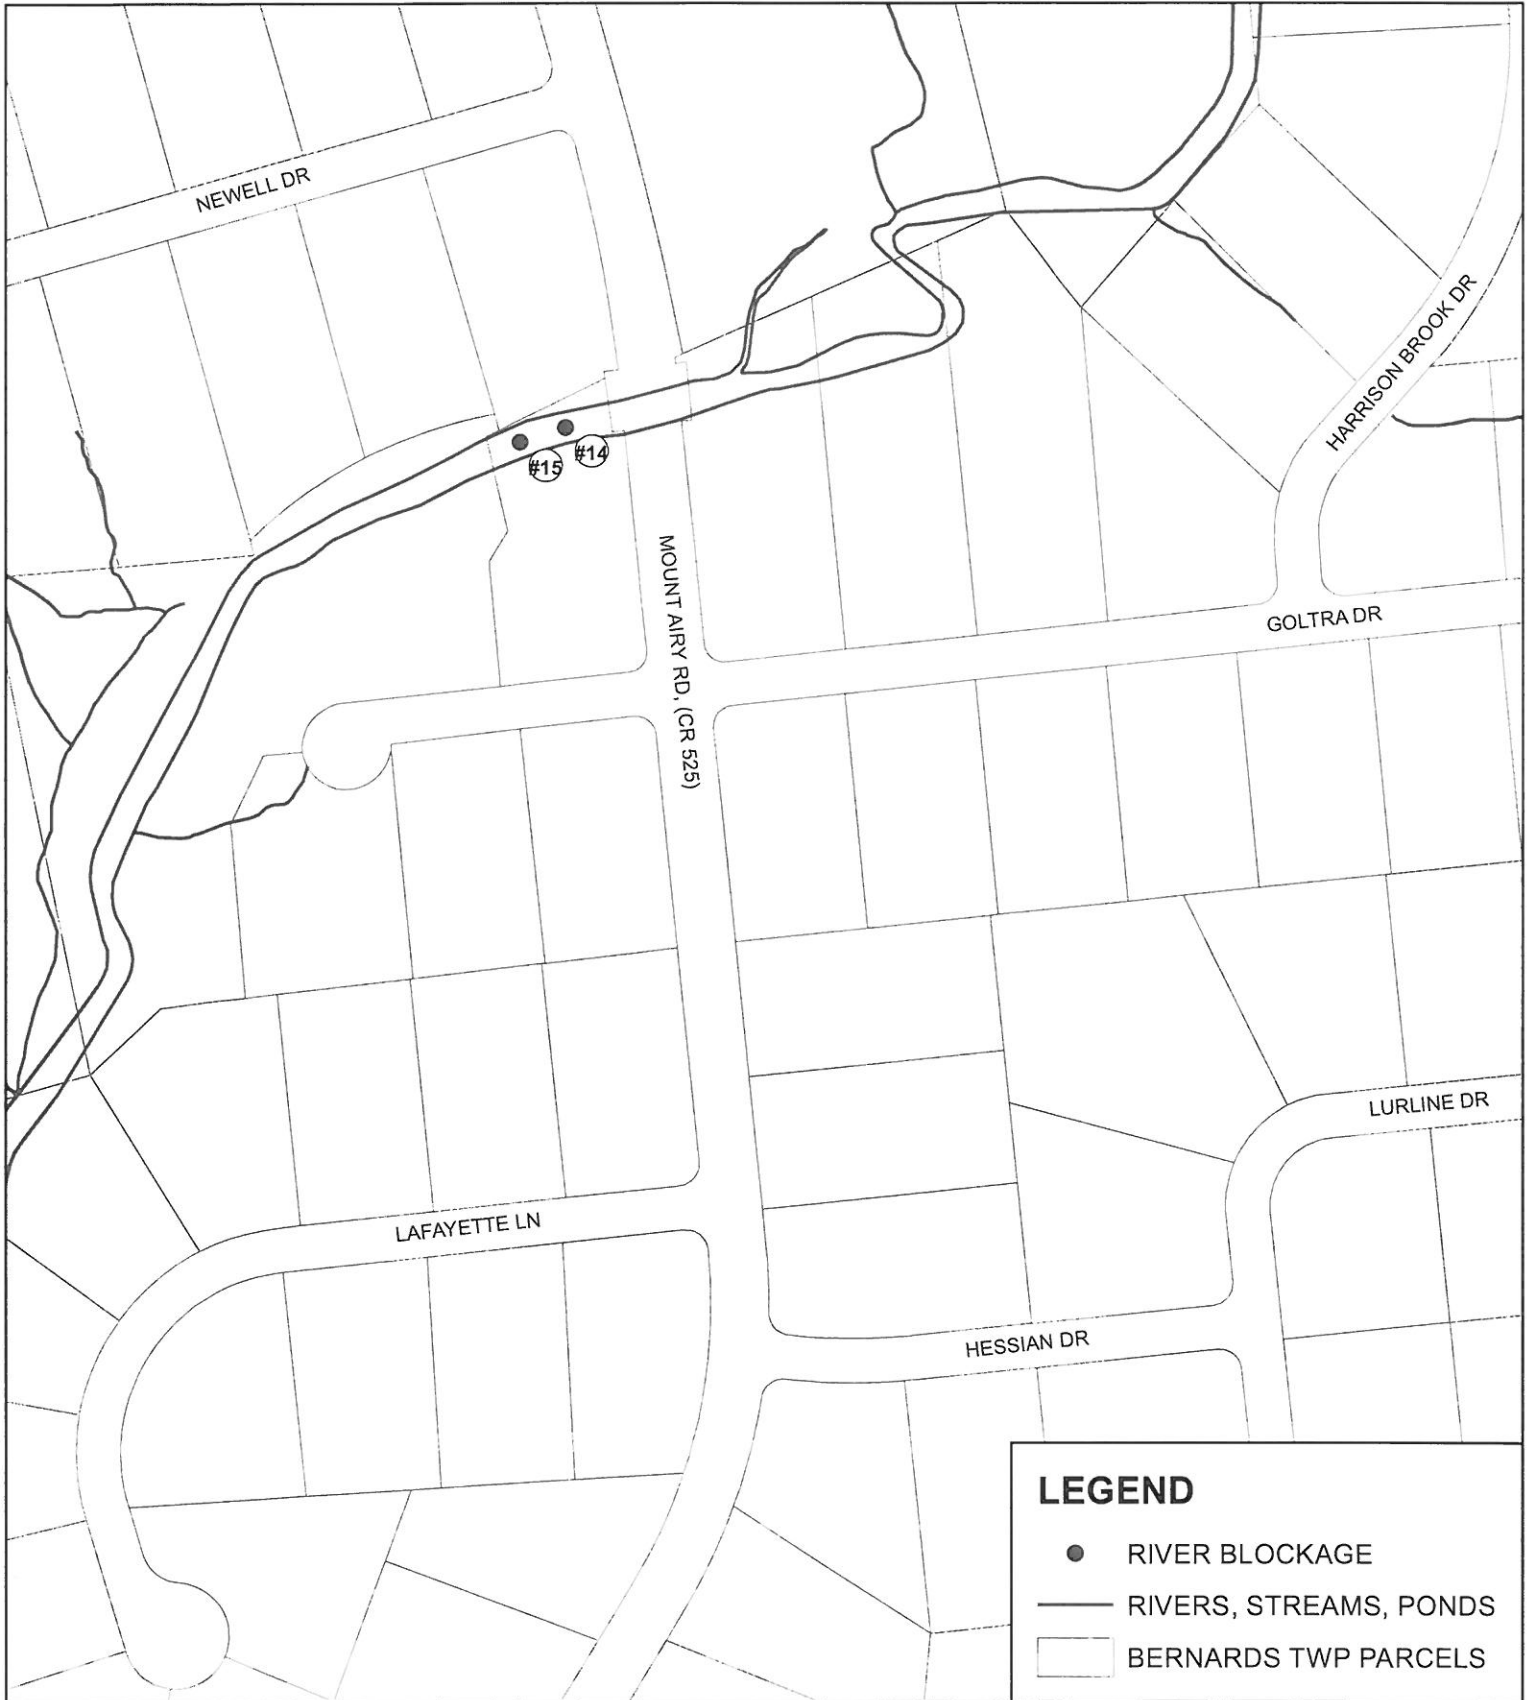 NEWELL DR
HARRISON BROOK DR
#15
#14
MOUNT AIRY RD, (CR 525)
GOLTRA DR
LURLINE DR
LAFAYETTE LN
HESSIAN DR
LEGEND
RIVER BLOCKAGE
RIVERS, STREAMS, PONDS
BERNARDS TWP PARCELS